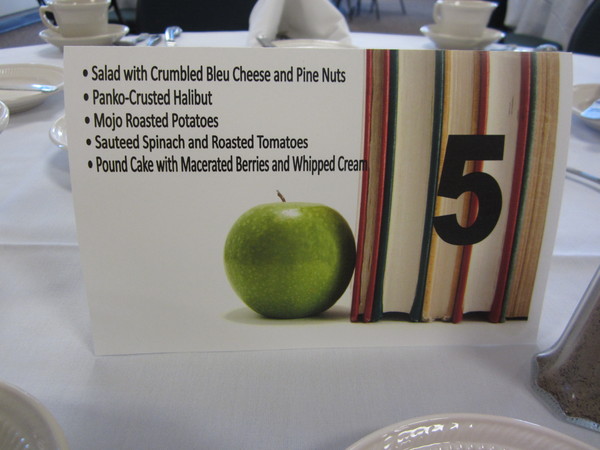 • Salad with Crumbled Bleu Cheese and Pine Nuts
• Panko-Crusted Halibut
• Mojo Roasted Potatoes
• Sauteed Spinach and Roasted Tomatoes
• Pound Cake with Macerated Berries and Whipped Cream
5